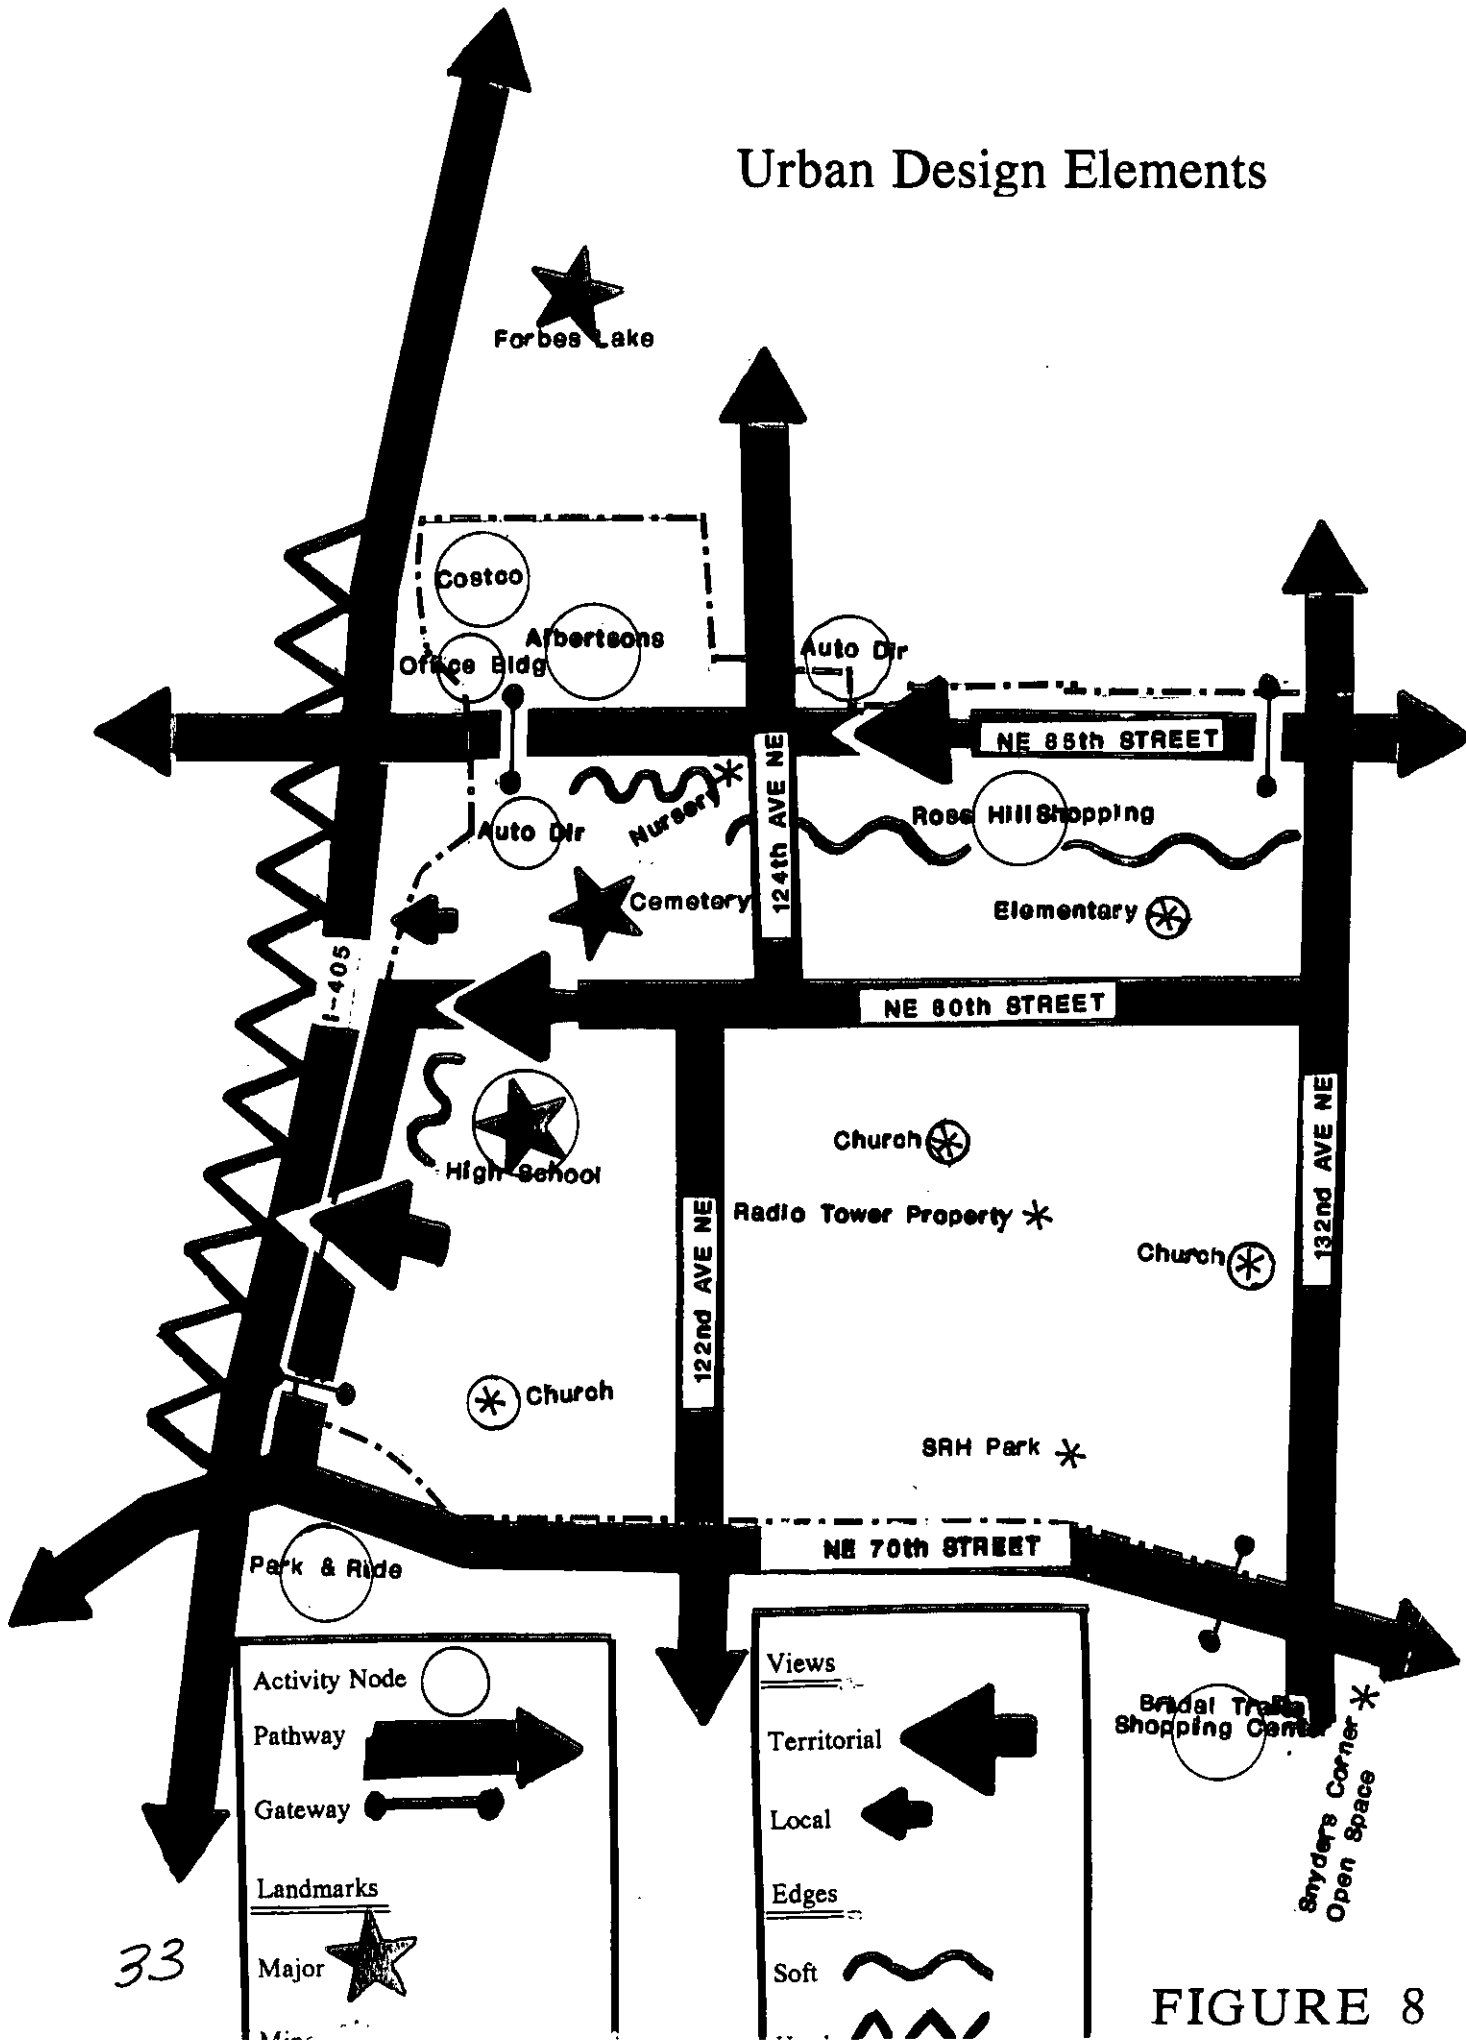 Urban Design Elements
Forbes Lake
Costco
Albertsons
Office Bldg
Auto Dlr
NE 85th STREET
124th AVE NE
Nursery
Auto Dlr
Rose Hill Shopping
Cemetery
Elementary
I-405
NE 80th STREET
High School
Church
Radio Tower Property
Church
122nd AVE NE
132nd AVE NE
Church
SRH Park
NE 70th STREET
Park & Ride
Bridal Trails
Shopping Center
Snyders Corner
Open Space
Activity Node
Pathway
Gateway
Landmarks
Major
Views
Territorial
Local
Edges
Soft
33
FIGURE 8